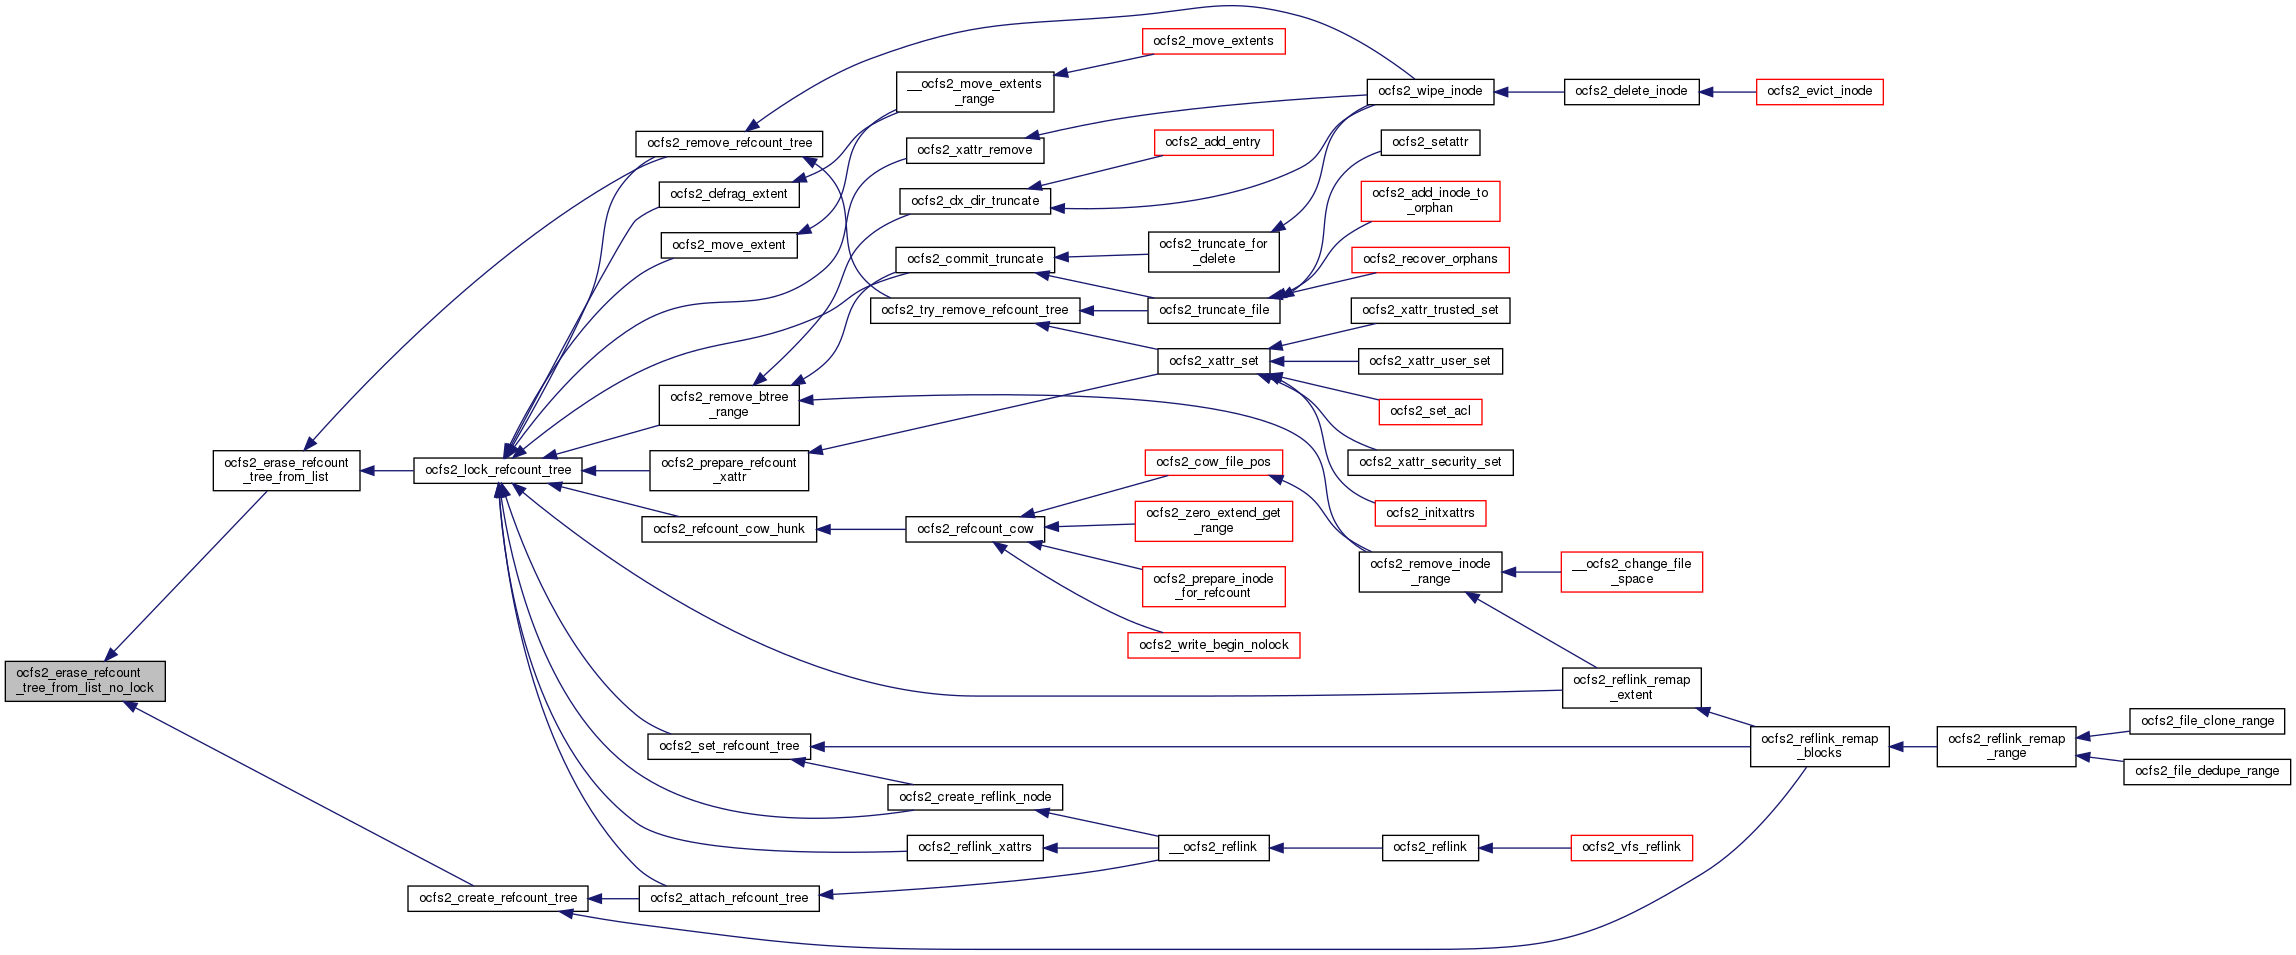 ocfs2_erase_refcount
_tree_from_list_no_lock
ocfs2_erase_refcount
_tree_from_list
ocfs2_lock_refcount_tree
ocfs2_create_refcount_tree
ocfs2_remove_refcount_tree
ocfs2_defrag_extent
ocfs2_move_extent
ocfs2_remove_btree
_range
ocfs2_prepare_refcount
_xattr
ocfs2_refcount_cow_hunk
ocfs2_set_refcount_tree
ocfs2_attach_refcount_tree
__ocfs2_move_extents
_range
ocfs2_xattr_remove
ocfs2_dx_dir_truncate
ocfs2_commit_truncate
ocfs2_try_remove_refcount_tree
ocfs2_refcount_cow
ocfs2_create_reflink_node
ocfs2_reflink_xattrs
ocfs2_move_extents
ocfs2_add_entry
ocfs2_truncate_for
_delete
ocfs2_truncate_file
ocfs2_xattr_set
ocfs2_cow_file_pos
ocfs2_zero_extend_get
_range
ocfs2_prepare_inode
_for_refcount
ocfs2_write_begin_nolock
__ocfs2_reflink
ocfs2_wipe_inode
ocfs2_setattr
ocfs2_add_inode_to
_orphan
ocfs2_recover_orphans
ocfs2_xattr_trusted_set
ocfs2_xattr_user_set
ocfs2_set_acl
ocfs2_xattr_security_set
ocfs2_initxattrs
ocfs2_remove_inode
_range
ocfs2_reflink
ocfs2_delete_inode
__ocfs2_change_file
_space
ocfs2_reflink_remap
_extent
ocfs2_vfs_reflink
ocfs2_evict_inode
ocfs2_reflink_remap
_blocks
ocfs2_reflink_remap
_range
ocfs2_file_clone_range
ocfs2_file_dedupe_range